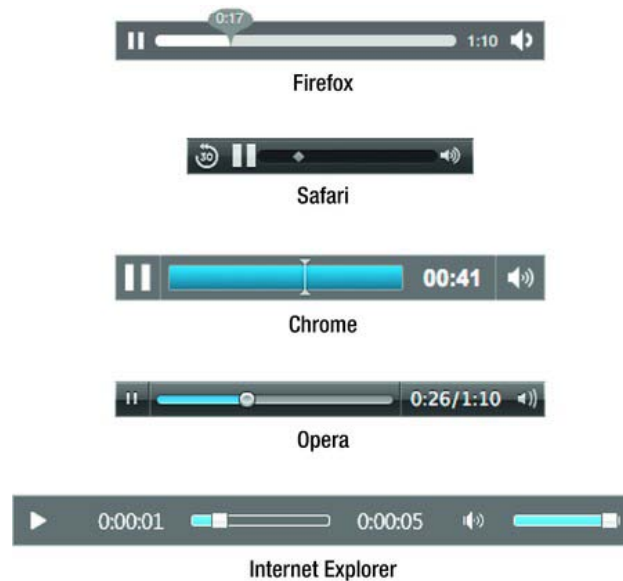 0:17
1:10
Firefox
30
Safari
00:41
Chrome
0:26/1:10
Opera
0:00:01 0:00:05
Internet Explorer